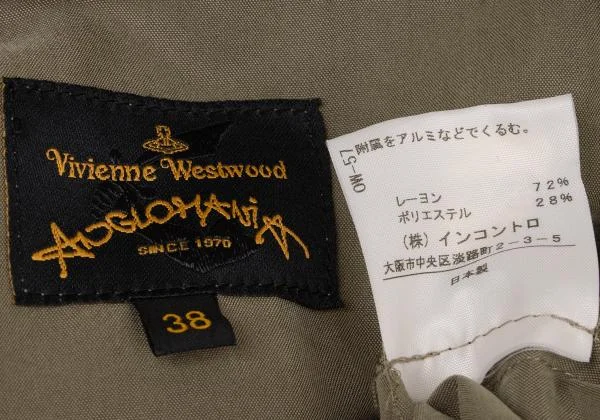 Vivienne Westwood
ANGLOMANIA
SINCE 1970
38
附属をアルミなどでくるむ。
OW-57
レーヨン 72%
ポリエステル 28%
(株)インコントロ
大阪市中央区淡路町2-3-5
日本製